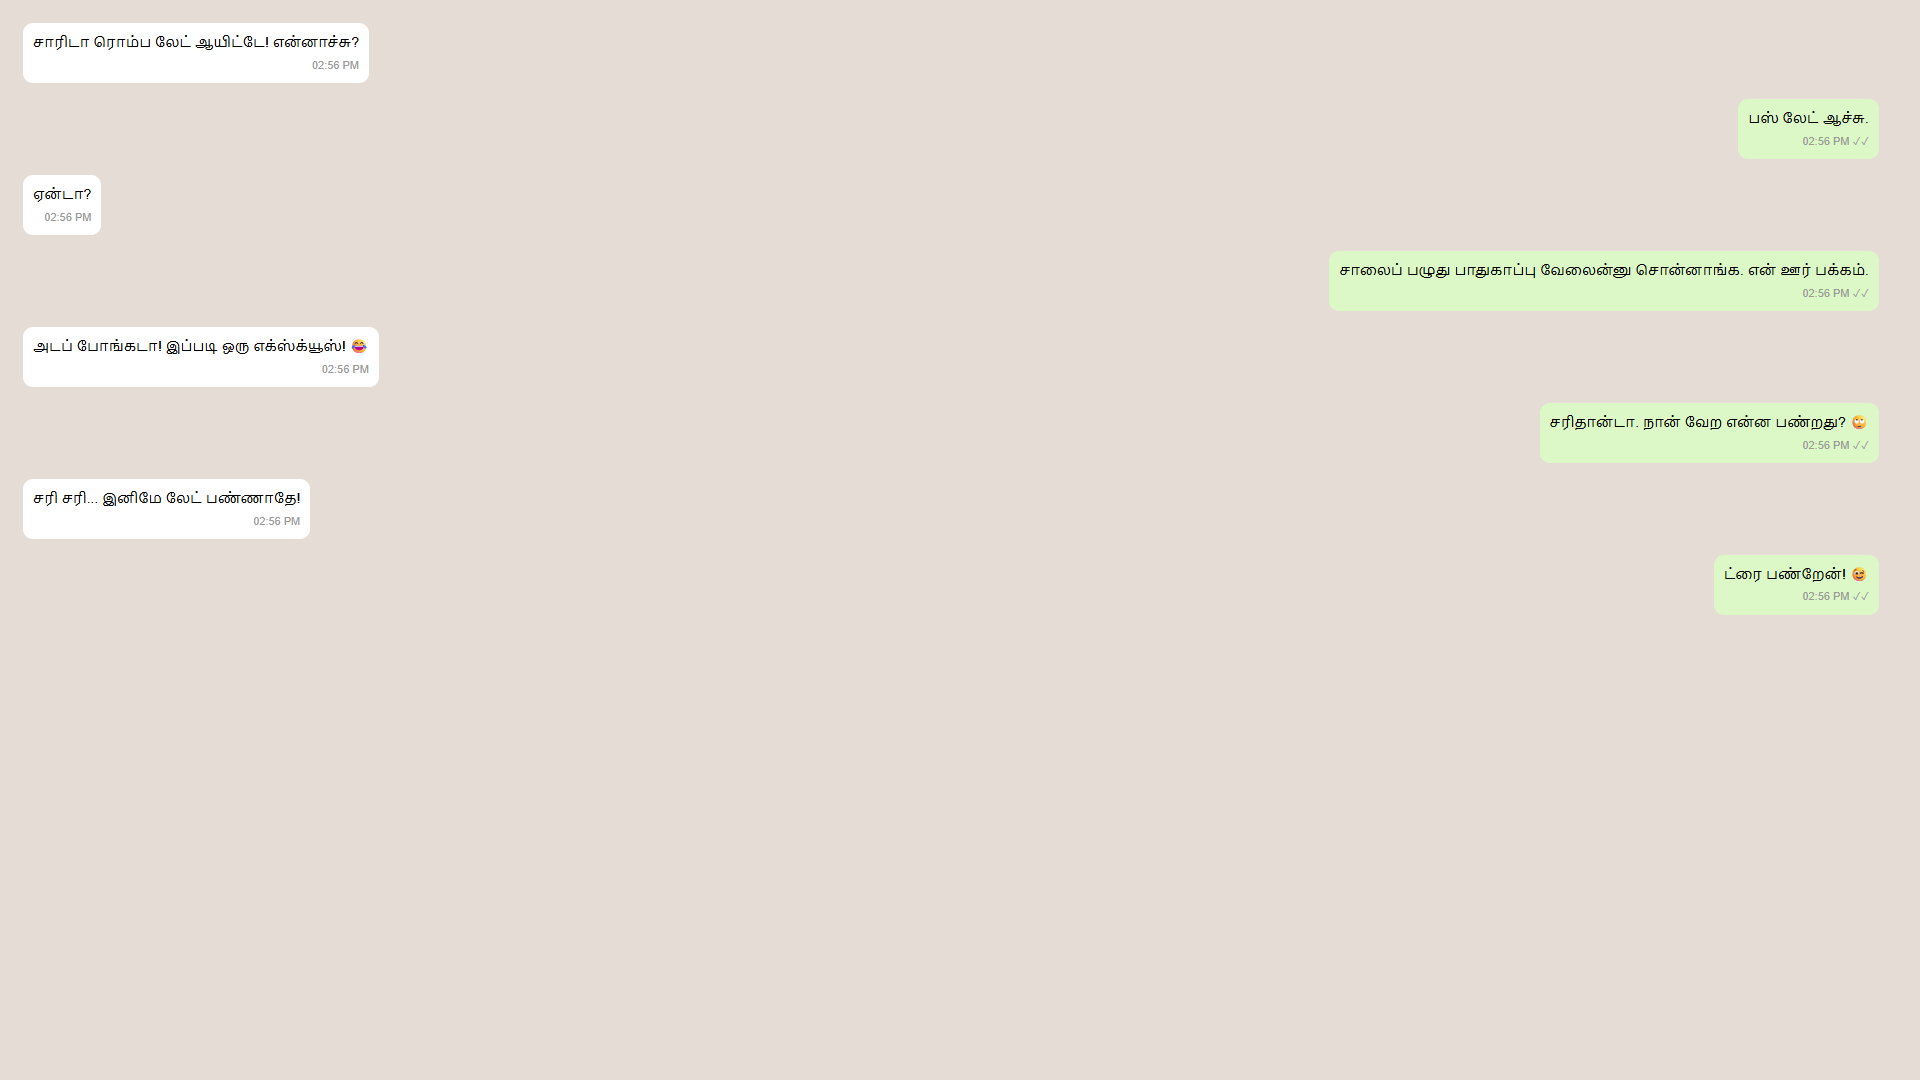 சாரிடா ரொம்ப லேட் ஆயிட்டே! என்னாச்சு?
02:56 PM
பஸ் லேட் ஆச்சு.
02:56 PM ✓✓
ஏன்டா?
02:56 PM
சாலைப் பழுது பாதுகாப்பு வேலைன்னு சொன்னாங்க. என் ஊர் பக்கம்.
02:56 PM ✓✓
அடப் போங்கடா! இப்படி ஒரு எக்ஸ்க்யூஸ்! 😂
02:56 PM
சரிதான்டா. நான் வேற என்ன பண்றது? 🙄
02:56 PM ✓✓
சரி சரி... இனிமே லேட் பண்ணாதே!
02:56 PM
ட்ரை பண்றேன்! 😉
02:56 PM ✓✓